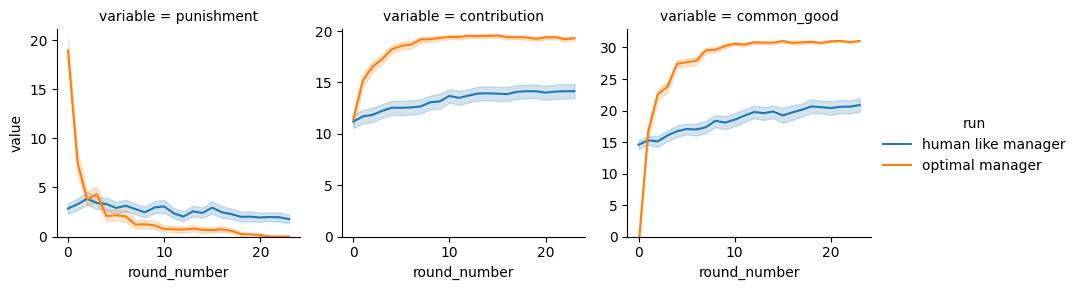 variable = punishment
variable = contribution
variable = common_good
value
20
15
10
5
0
0
10
20
round_number
20
15
10
5
0
0
10
20
round_number
30
25
20
15
10
5
0
0
10
20
round_number
run
human like manager
optimal manager